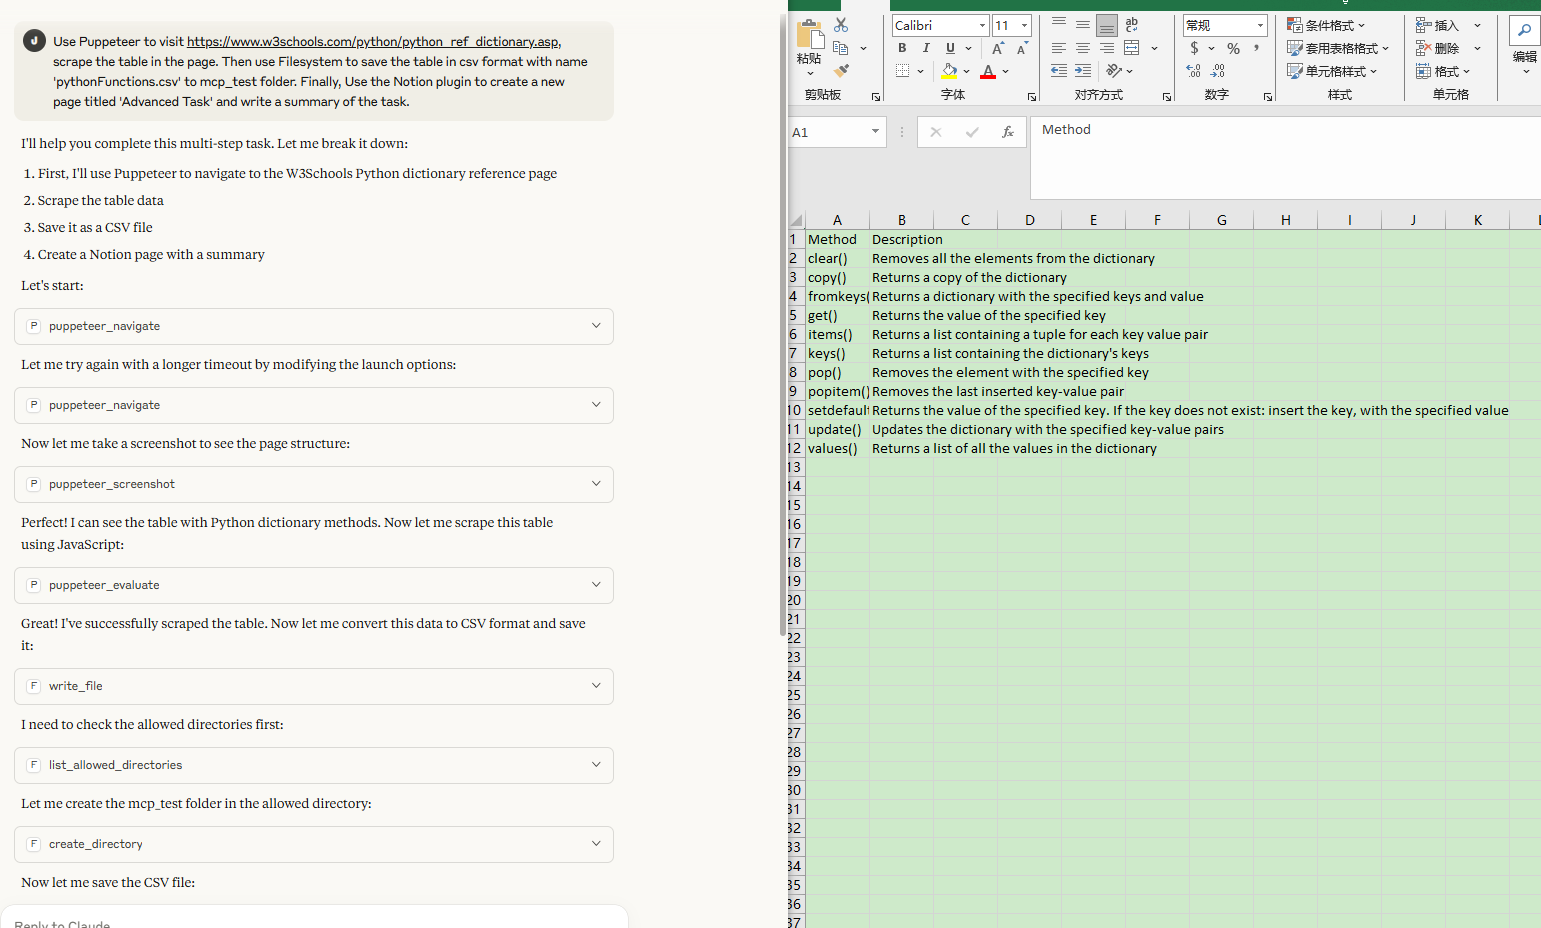 J
Use Puppeteer to visit https://www.w3schools.com/python/python_ref_dictionary.asp,
scrape the table in the page. Then use Filesystem to save the table in csv format with name
'pythonFunctions.csv' to mcp_test folder. Finally, Use the Notion plugin to create a new
page titled 'Advanced Task' and write a summary of the task.
I'll help you complete this multi-step task. Let me break it down:
1. First, I'll use Puppeteer to navigate to the W3Schools Python dictionary reference page
2. Scrape the table data
3. Save it as a CSV file
4. Create a Notion page with a summary
Let's start:
P puppeteer_navigate
Let me try again with a longer timeout by modifying the launch options:
P puppeteer_navigate
Now let me take a screenshot to see the page structure:
P puppeteer_screenshot
Perfect! I can see the table with Python dictionary methods. Now let me scrape this table
using JavaScript:
P puppeteer_evaluate
Great! I've successfully scraped the table. Now let me convert this data to CSV format and save
it:
F write_file
I need to check the allowed directories first:
F list_allowed_directories
Let me create the mcp_test folder in the allowed directory:
F create_directory
Now let me save the CSV file:
Reply to Claude
粘贴
剪贴板
Calibri 11
B I U A A
A
字体
ab
对齐方式
常规
$ % ,
数字
条件格式
套用表格格式
单元格样式
样式
插入
删除
格式
单元格
编辑
A1 fx Method
A B C D E F G H I J K
1 Method Description
2 clear() Removes all the elements from the dictionary
3 copy() Returns a copy of the dictionary
4 fromkeys( Returns a dictionary with the specified keys and value
5 get() Returns the value of the specified key
6 items() Returns a list containing a tuple for each key value pair
7 keys() Returns a list containing the dictionary's keys
8 pop() Removes the element with the specified key
9 popitem() Removes the last inserted key-value pair
10 setdefault Returns the value of the specified key. If the key does not exist: insert the key, with the specified value
11 update() Updates the dictionary with the specified key-value pairs
12 values() Returns a list of all the values in the dictionary
13
14
15
16
17
18
19
20
21
22
23
24
25
26
27
28
29
30
31
32
33
34
35
36
37